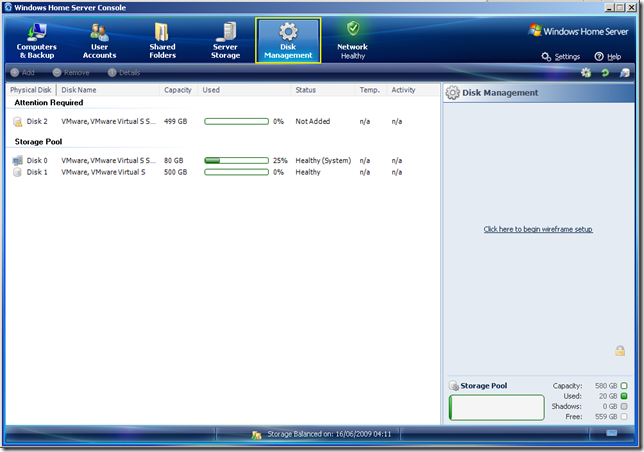 Windows Home Server Console
Computers & Backup
User Accounts
Shared Folders
Server Storage
Disk Management
Network Healthy
Windows Home Server
Settings
Help
Add
Remove
Details
Physical Disk Disk Name Capacity Used Status Temp. Activity
Attention Required
Disk 2 VMware, VMware Virtual S S... 499 GB 0% Not Added n/a n/a
Storage Pool
Disk 0 VMware, VMware Virtual S S... 80 GB 25% Healthy (System) n/a n/a
Disk 1 VMware, VMware Virtual S 500 GB 0% Healthy n/a n/a
Disk Management
Click here to begin wireframe setup
Storage Pool
Capacity: 580 GB
Used: 20 GB
Shadows: 0 GB
Free: 559 GB
Storage Balanced on: 16/06/2009 04:11